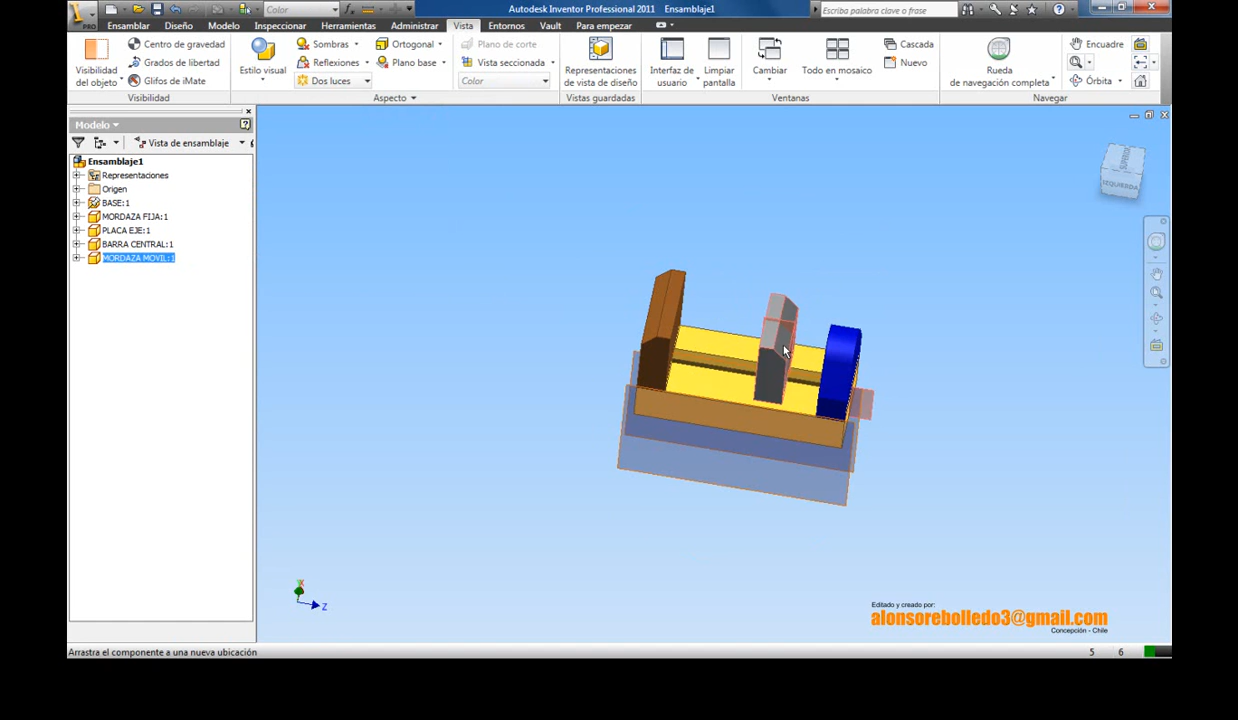 Autodesk Inventor Professional 2011 Ensamblaje1
Color
Escriba palabra clave o frase
PRO
Ensamblar Diseño Modelo Inspeccionar Herramientas Administrar Vista Entornos Vault Para empezar
Visibilidad del objeto
Centro de gravedad
Grados de libertad
Glifos de iMate
Visibilidad
Estilo visual
Sombras
Reflexiones
Dos luces
Ortogonal
Plano base
Plano de corte
Vista seccionada
Color
Aspecto
Representaciones de vista de diseño
Vistas guardadas
Interfaz de usuario
Limpiar pantalla
Cambiar
Todo en mosaico
Cascada
Nuevo
Ventanas
Rueda de navegación completa
Encuadre
Órbita
Navegar
Modelo
Vista de ensamblaje
Ensamblaje1
Representaciones
Origen
BASE:1
MORDAZA FIJA:1
PLACA EJE:1
BARRA CENTRAL:1
MORDAZA MOVIL:1
SUPERIOR
IZQUIERDA
X
Z
Editado y creado por:
alonsorebolledo3@gmail.com
Concepción - Chile
Arrastra el componente a una nueva ubicación
5 6